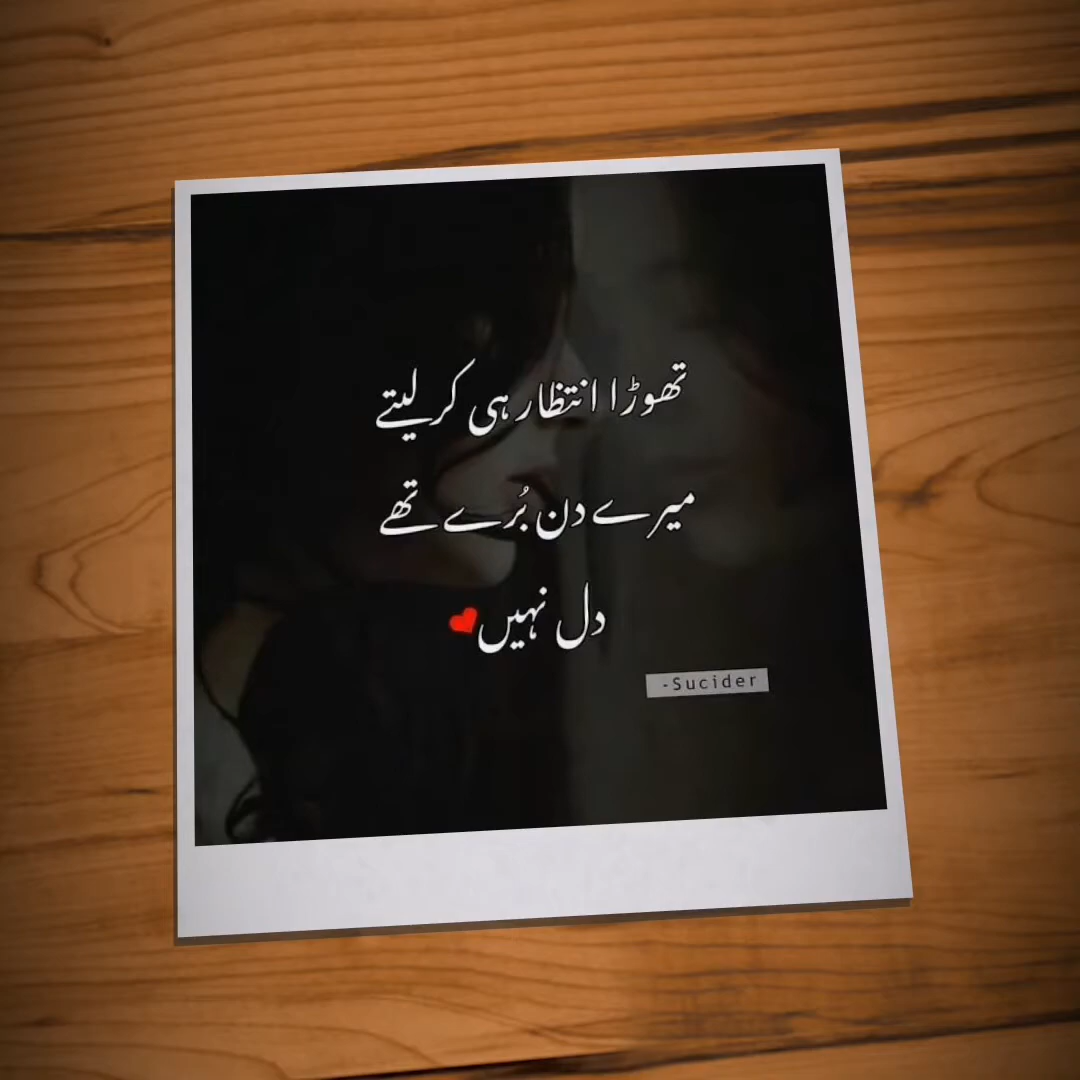 تھوڑا انتظار ہی کر لیتے
میرے دن بُرے تھے
دل نہیں❤
-Sucider